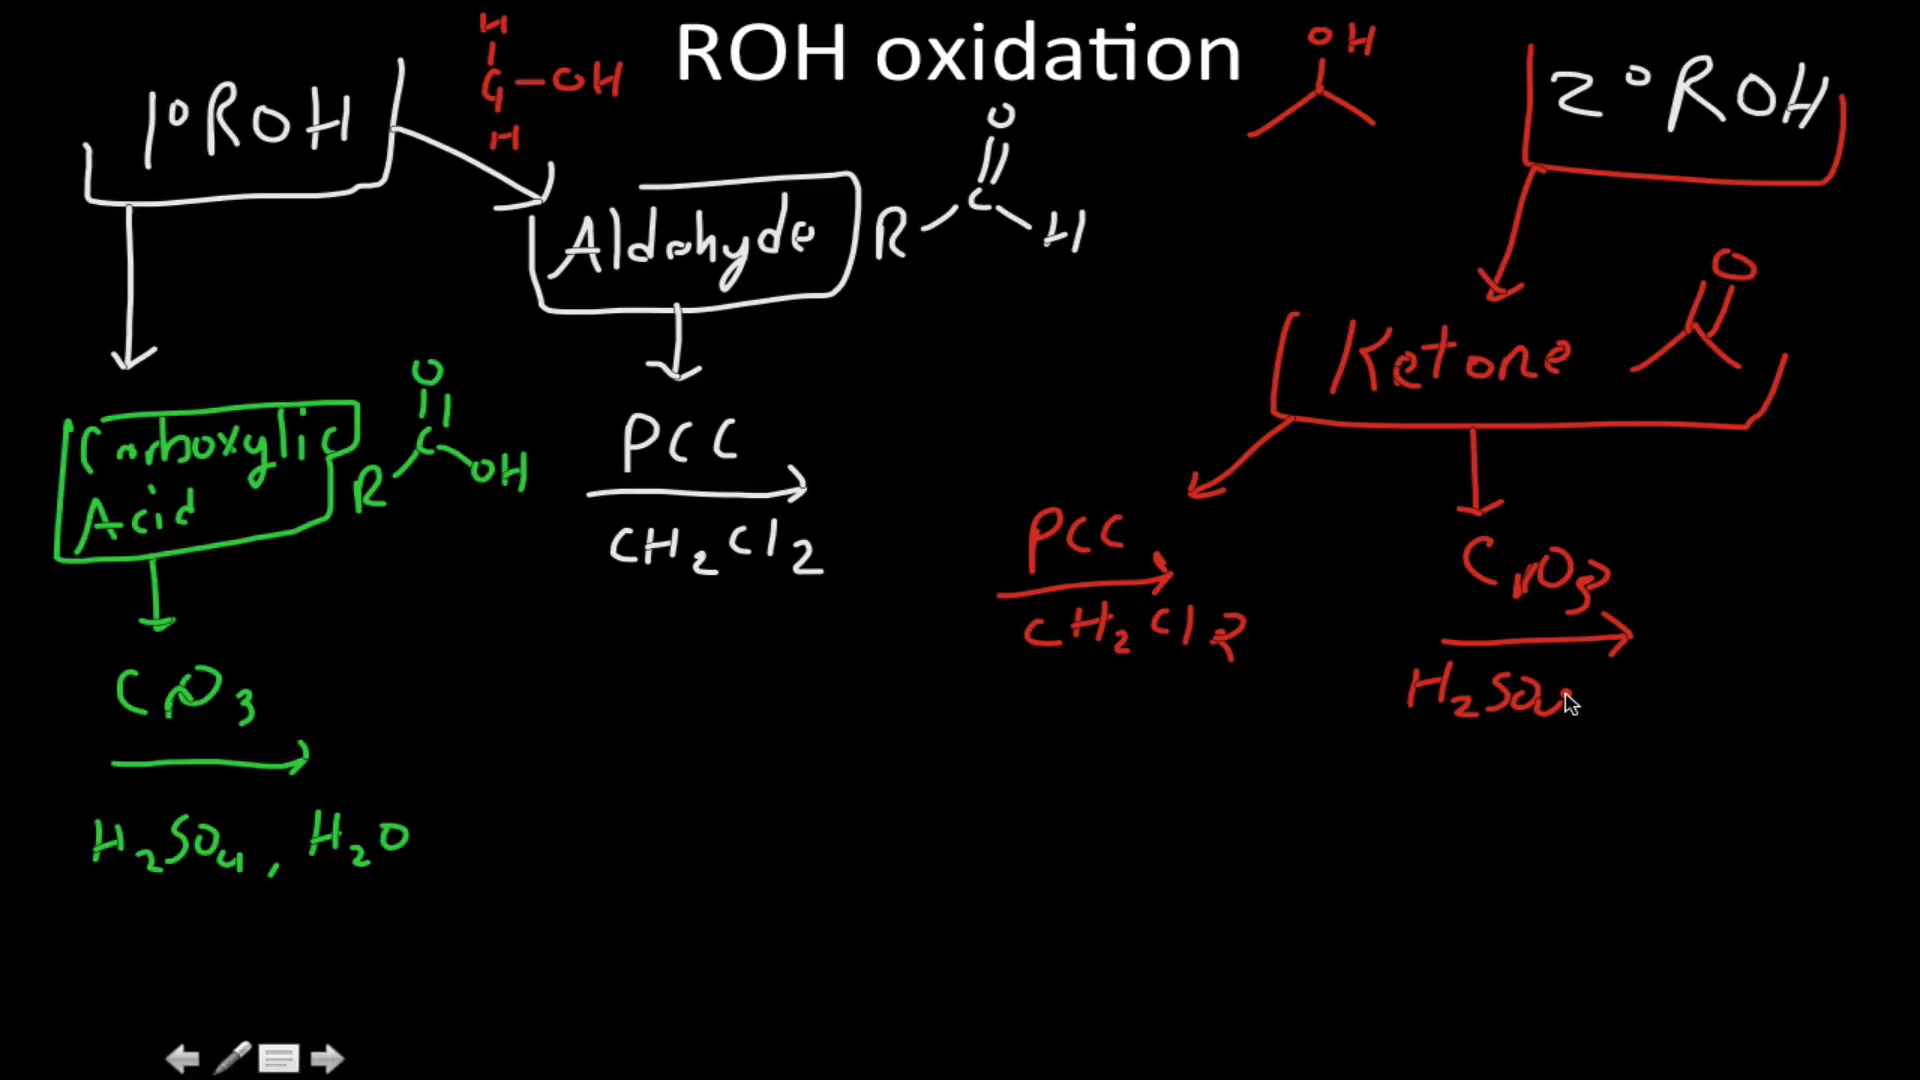 ROH oxidation
1° ROH
H
C—OH
H
Aldehyde
O
R C H
Carboxylic
Acid
O
R C OH
CrO3
H2SO4, H2O
PCC
CH2Cl2
OH
2° ROH
Ketone
O
PCC
CH2Cl2
CrO3
H2SO4